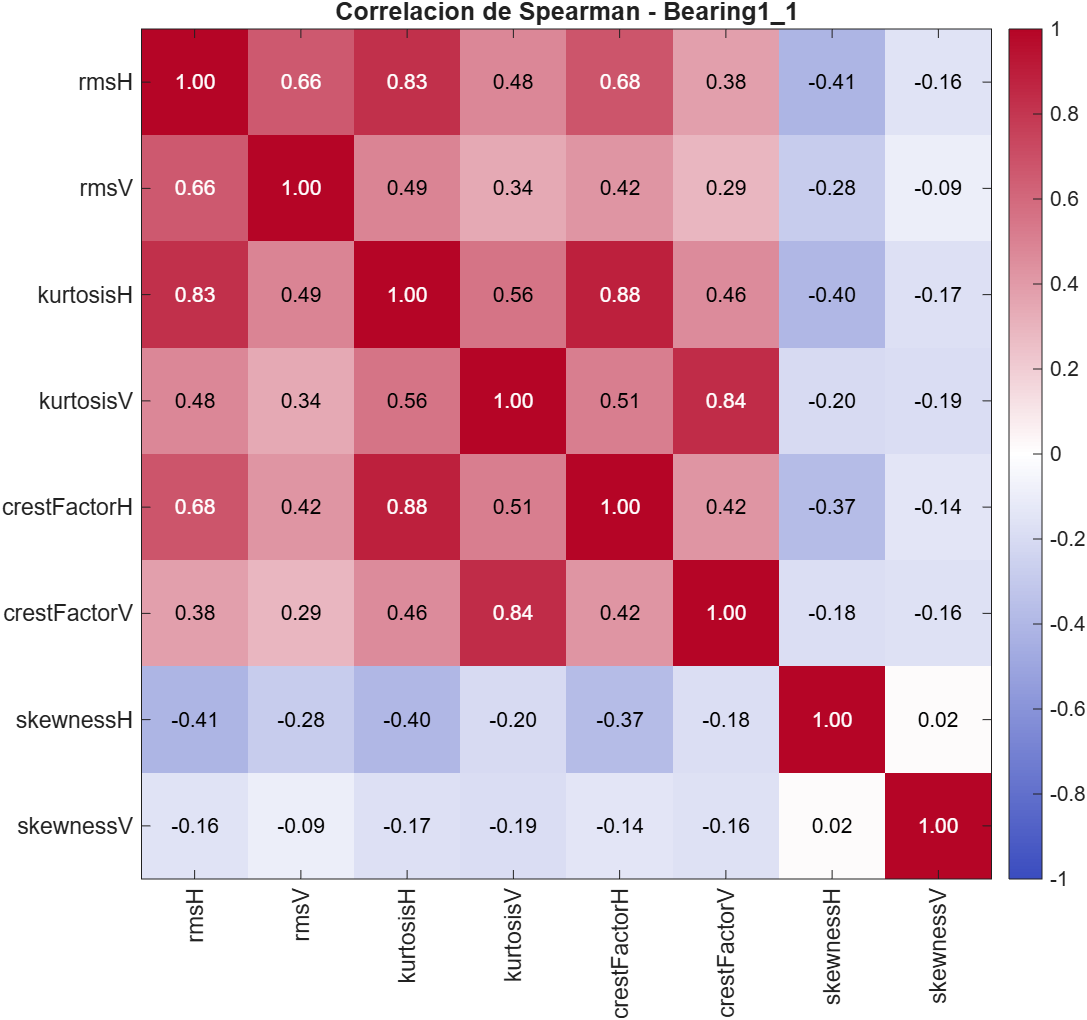 Correlacion de Spearman - Bearing1_1
rmsH 1.00 0.66 0.83 0.48 0.68 0.38 -0.41 -0.16
rmsV 0.66 1.00 0.49 0.34 0.42 0.29 -0.28 -0.09
kurtosisH 0.83 0.49 1.00 0.56 0.88 0.46 -0.40 -0.17
kurtosisV 0.48 0.34 0.56 1.00 0.51 0.84 -0.20 -0.19
crestFactorH 0.68 0.42 0.88 0.51 1.00 0.42 -0.37 -0.14
crestFactorV 0.38 0.29 0.46 0.84 0.42 1.00 -0.18 -0.16
skewnessH -0.41 -0.28 -0.40 -0.20 -0.37 -0.18 1.00 0.02
skewnessV -0.16 -0.09 -0.17 -0.19 -0.14 -0.16 0.02 1.00
rmsH rmsV kurtosisH kurtosisV crestFactorH crestFactorV skewnessH skewnessV
1
0.8
0.6
0.4
0.2
0
-0.2
-0.4
-0.6
-0.8
-1